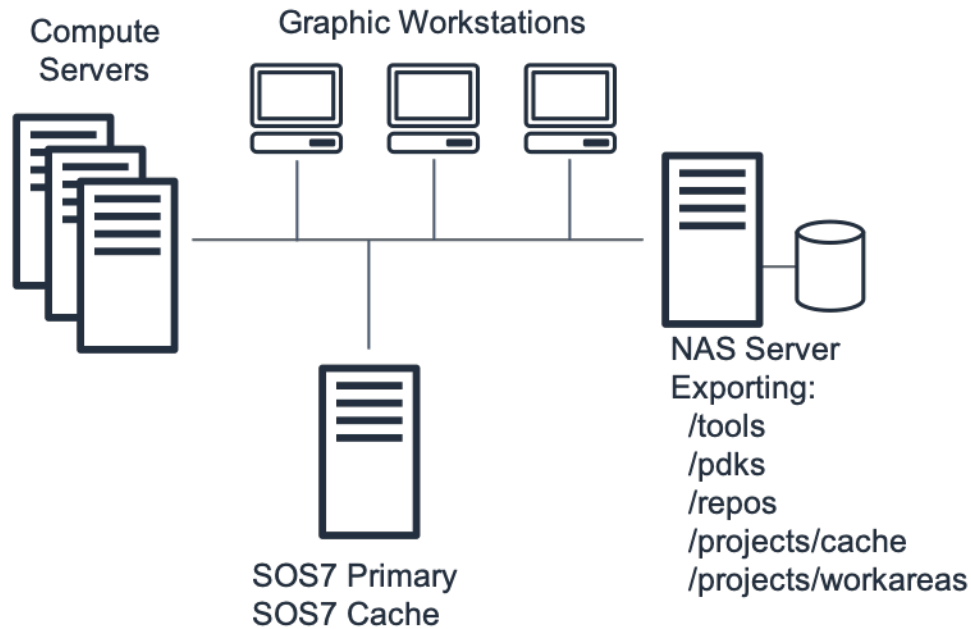 Compute
Servers
Graphic Workstations
NAS Server
Exporting:
/tools
/pdks
/repos
/projects/cache
/projects/workareas
SOS7 Primary
SOS7 Cache